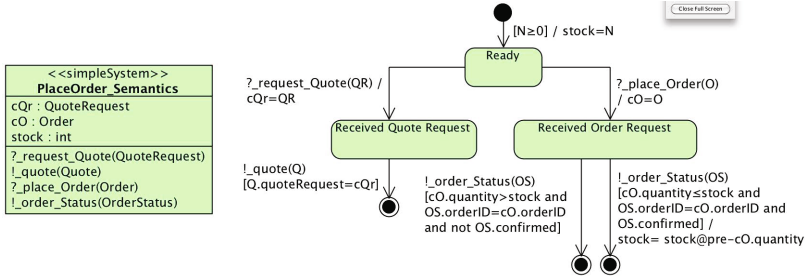 Close Full Screen
<<simpleSystem>>
PlaceOrder_Semantics
cQr : QuoteRequest
cO : Order
stock : int
?_request_Quote(QuoteRequest)
!_quote(Quote)
?_place_Order(Order)
!_order_Status(OrderStatus)
[N≥0] / stock=N
Ready
?_request_Quote(QR) /
cQr=QR
?_place_Order(O)
/ cO=O
Received Quote Request
Received Order Request
!_quote(Q)
[Q.quoteRequest=cQr]
!_order_Status(OS)
[cO.quantity>stock and
OS.orderID=cO.orderID
and not OS.confirmed]
!_order_Status(OS)
[cO.quantity≤stock and
OS.orderID=cO.orderID and
OS.confirmed] /
stock= stock@pre-cO.quantity